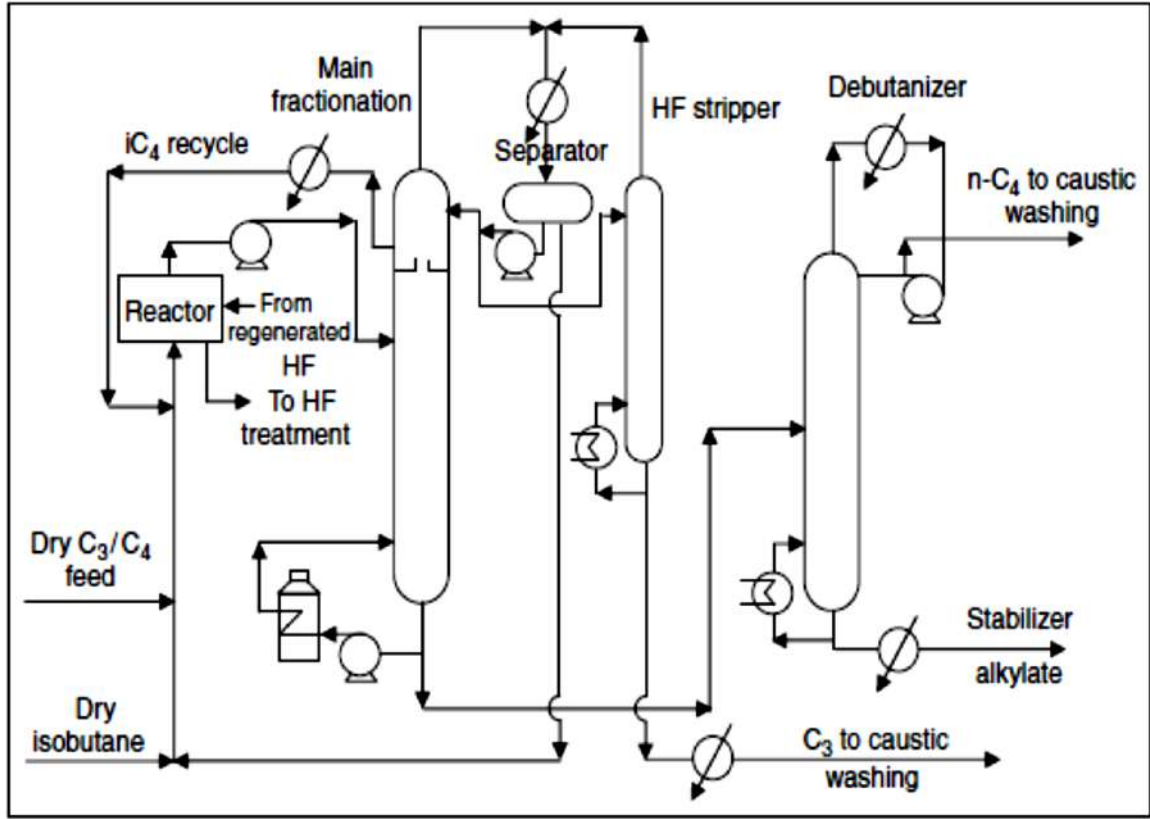 Main
fractionation
iC₄ recycle
Separator
HF stripper
Debutanizer
n-C₄ to caustic
washing
Reactor
From
regenerated
HF
To HF
treatment
Dry C₃/C₄
feed
Dry
isobutane
Stabilizer
alkylate
C₃ to caustic
washing